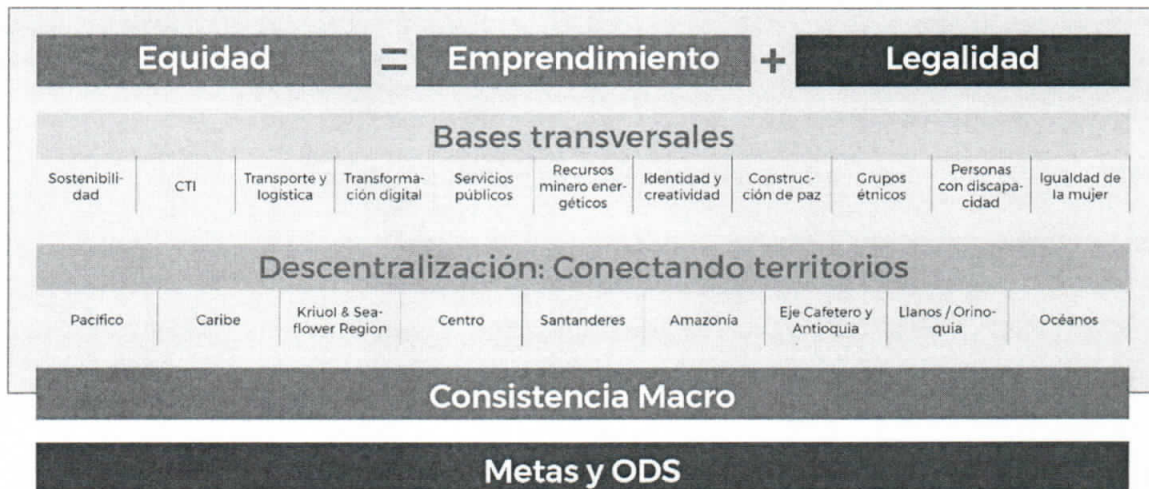 Equidad = Emprendimiento + Legalidad
Bases transversales
Sostenibili-
dad
CTI
Transporte y
logística
Transforma-
ción digital
Servicios
públicos
Recursos
minero ener-
géticos
Identidad y
creatividad
Construc-
ción de paz
Grupos
étnicos
Personas
con discapa-
cidad
Igualdad de
la mujer
Descentralización: Conectando territorios
Pacífico
Caribe
Kriuol & Sea-
flower Region
Centro
Santanderes
Amazonía
Eje Cafetero y
Antioquia
Llanos / Orino-
quia
Océanos
Consistencia Macro
Metas y ODS